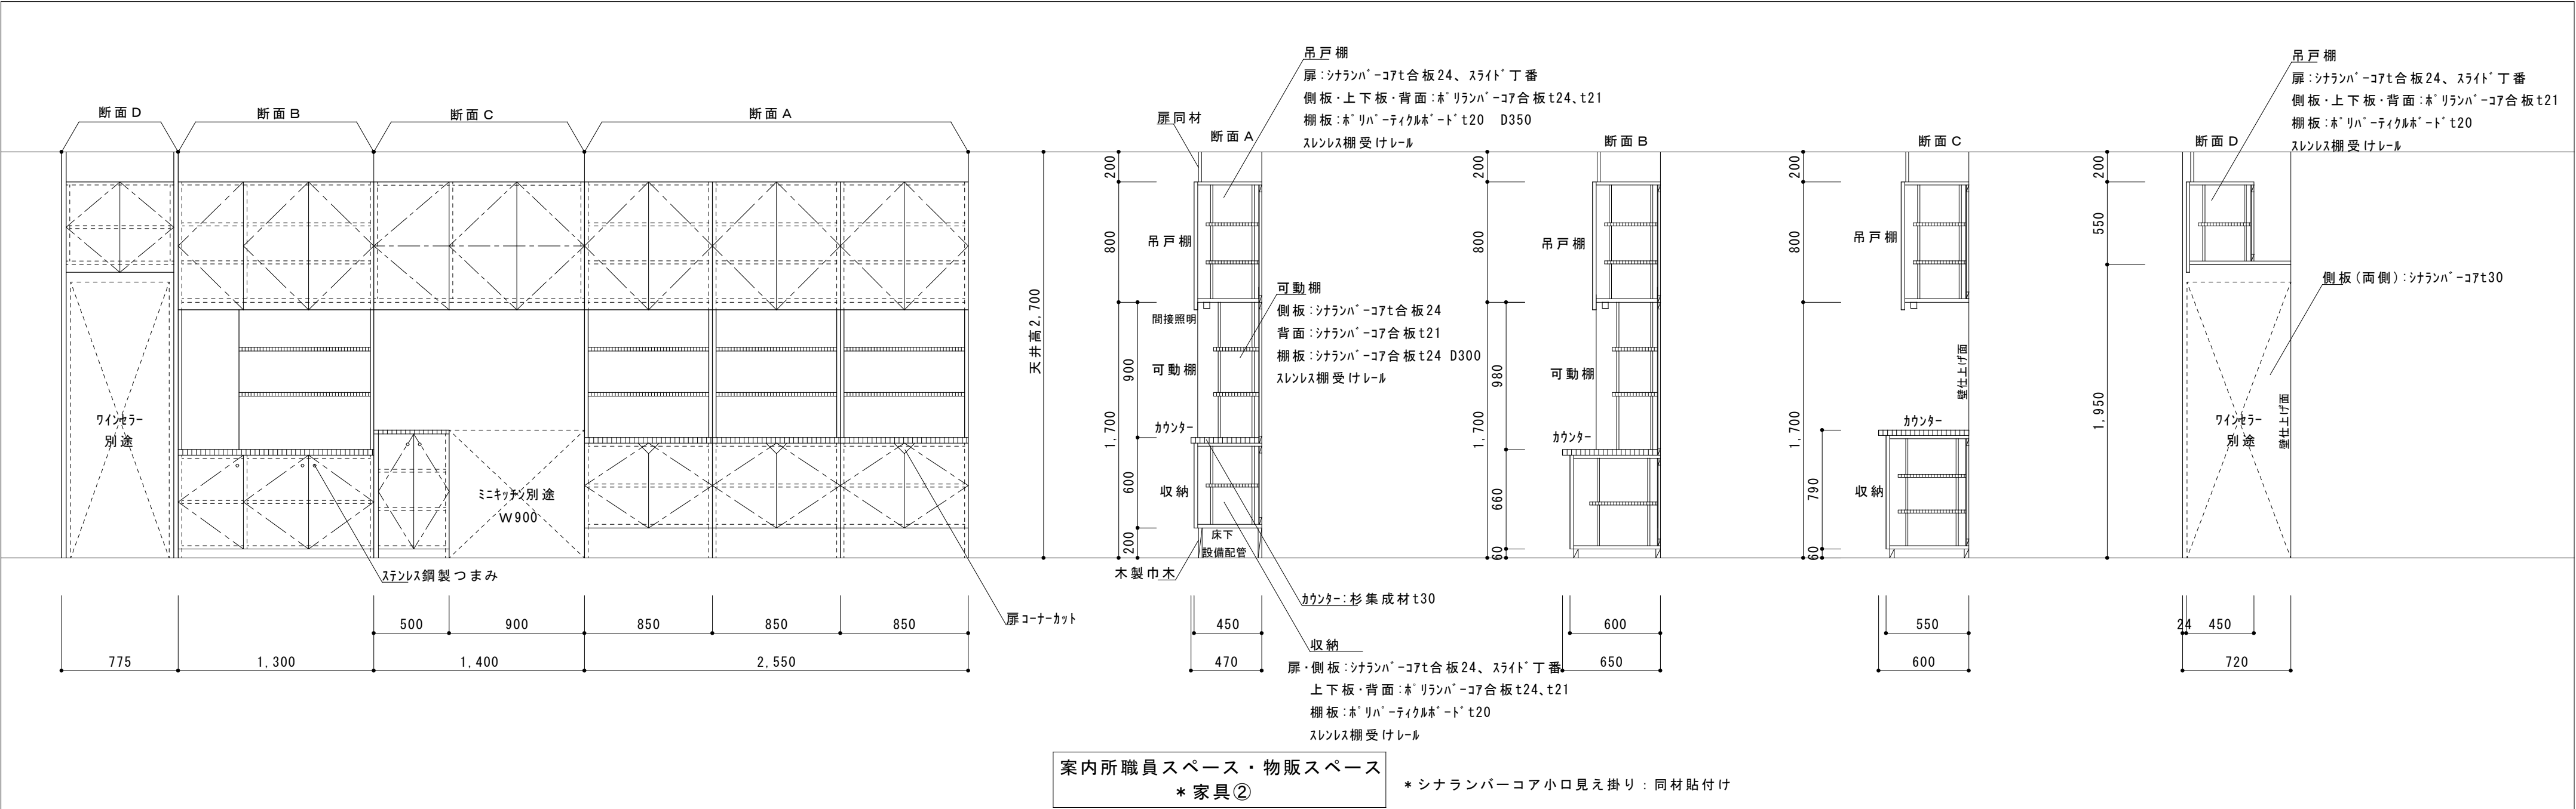 断面D
断面B
断面C
断面A
ワインセラー
別途
ミニキッチン別途
W900
ステンレス鋼製つまみ
扉コーナーカット
500
900
850
850
850
775
1,300
1,400
2,550
天井高2,700
吊戸棚
扉:シナランバーコアt合板24、スライド丁番
側板・上下板・背面:ポリランバーコア合板t24、t21
棚板:ポリパーティクルボードt20 D350
スレンレス棚受けレール
扉同材
断面A
200
800
1,700
900
600
200
吊戸棚
間接照明
可動棚
カウンター
収納
床下
設備配管
木製巾木
可動棚
側板:シナランバーコアt合板24
背面:シナランバーコア合板t21
棚板:シナランバーコア合板t24 D300
スレンレス棚受けレール
カウンター:杉集成材t30
450
470
収納
扉・側板:シナランバーコアt合板24、スライド丁番
上下板・背面:ポリランバーコア合板t24、t21
棚板:ポリパーティクルボードt20
スレンレス棚受けレール
断面B
200
800
1,700
980
660
60
吊戸棚
可動棚
カウンター
600
650
断面C
200
800
1,700
790
60
吊戸棚
壁仕上げ面
カウンター
収納
550
600
吊戸棚
扉:シナランバーコアt合板24、スライド丁番
側板・上下板・背面:ポリランバーコア合板t21
棚板:ポリパーティクルボードt20
スレンレス棚受けレール
断面D
200
550
1,950
側板(両側):シナランバーコアt30
ワインセラー
別途
壁仕上げ面
24
450
720
案内所職員スペース・物販スペース
*家具②
*シナランバーコア小口見え掛り:同材貼付け